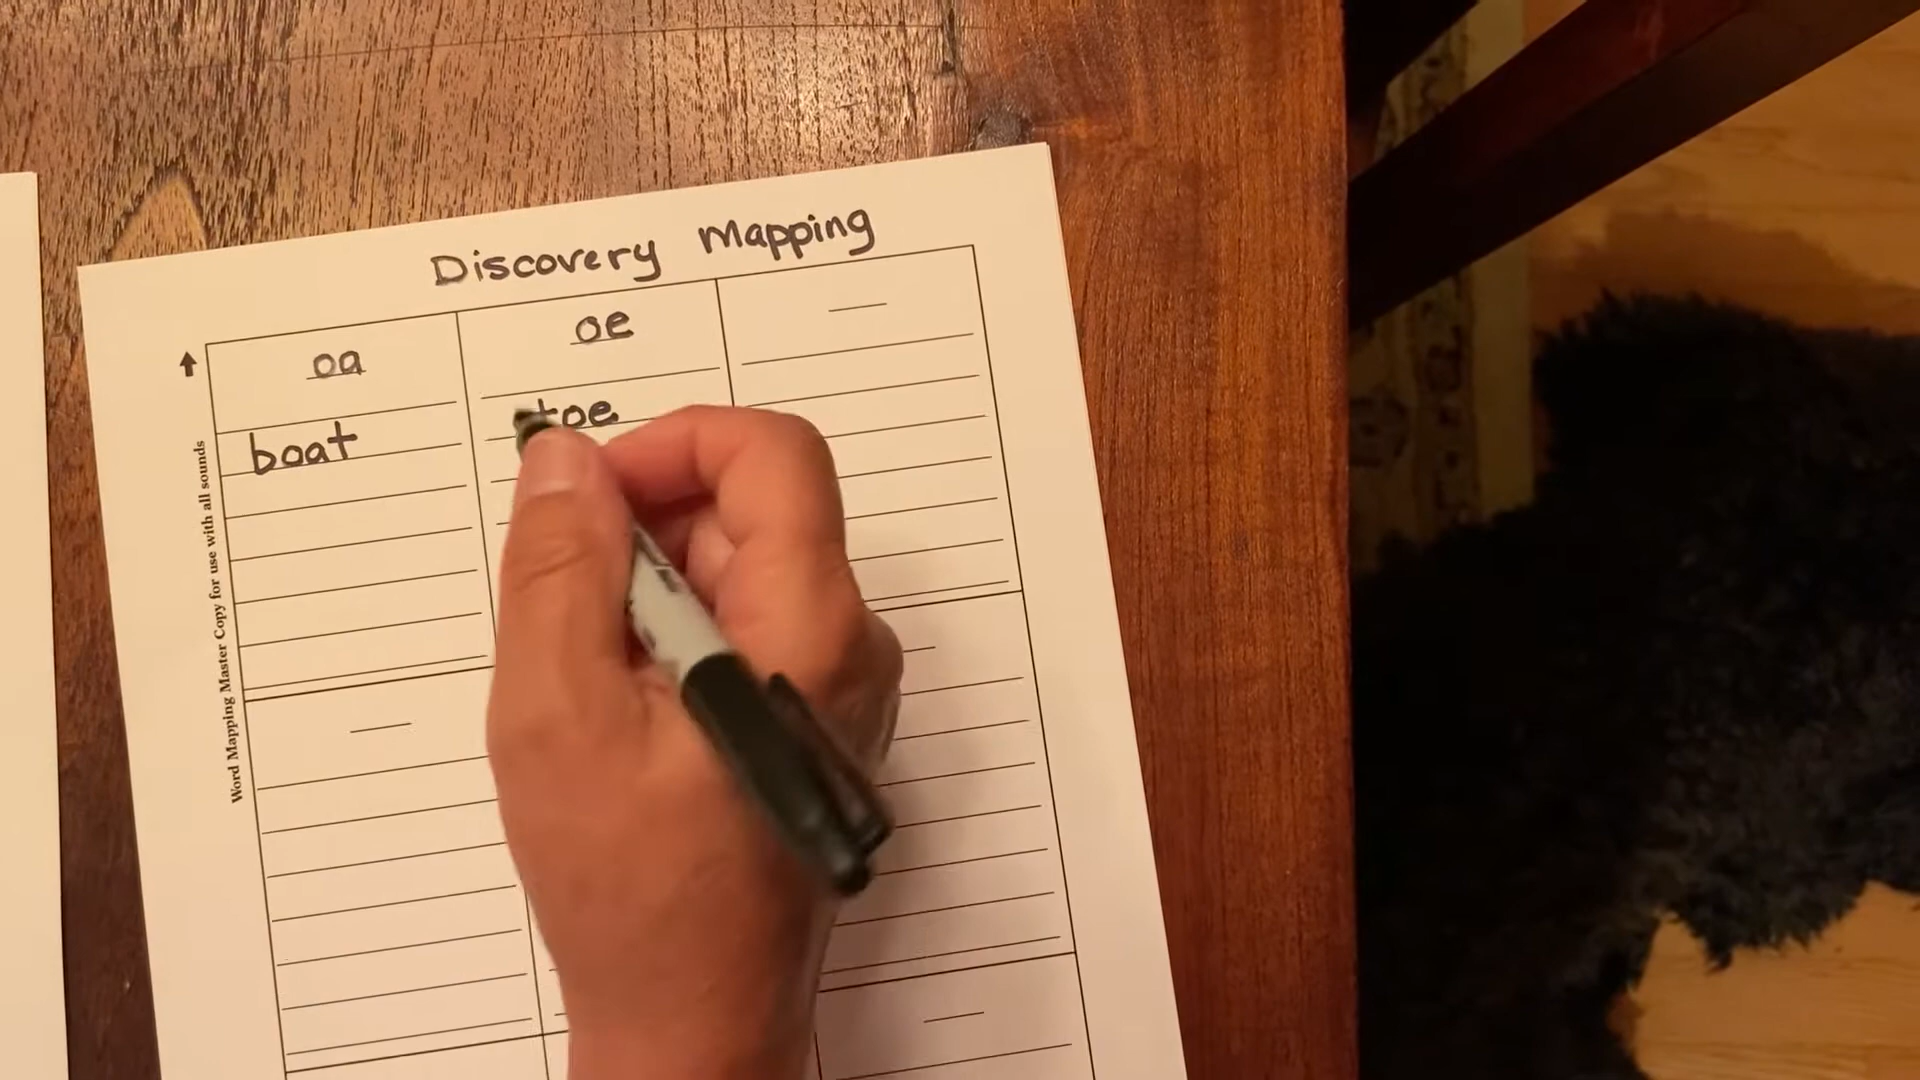 Discovery Mapping
oa
oe
boat
toe
Word Mapping Master Copy for use with all sounds